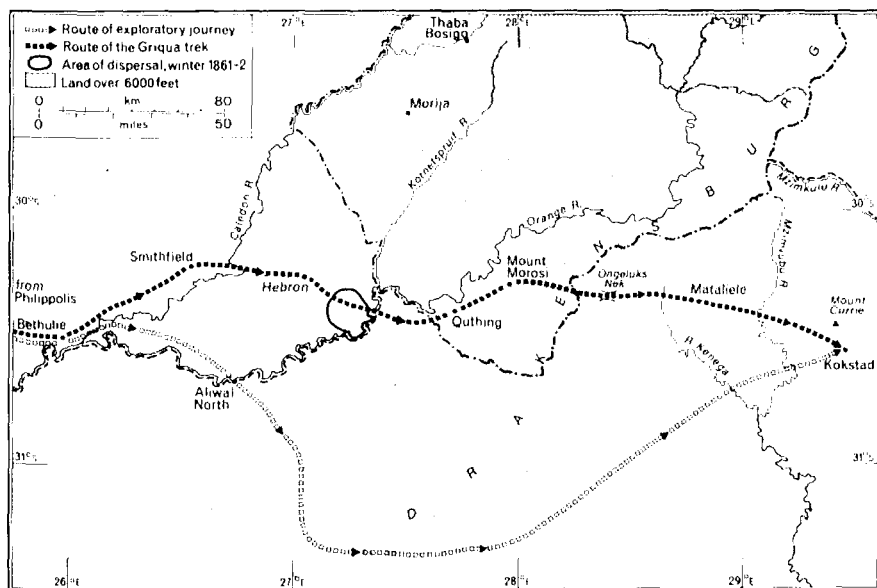 Route of exploratory journey
Route of the Griqua trek
Area of dispersal, winter 1861-2
Land over 6000 feet
0 km 80
0 miles 50
27°E
28°E
29°E
Thaba
Bosing
Morija
Kornetspruit R.
Caledon R.
30°S
30°S
Orange R.
Mzimkulu R.
Mzimvubu R.
Smithfield
from
Philippolis
Hebron
Bethulie
Mount
Morosi
Ongeluks
Nek
Matatiele
Mount
Currie
Quthing
R. Kenega
Kokstad
Aliwal
North
D R A K E N B U R G
31°S
31°S
26°E
27°E
28°E
29°E